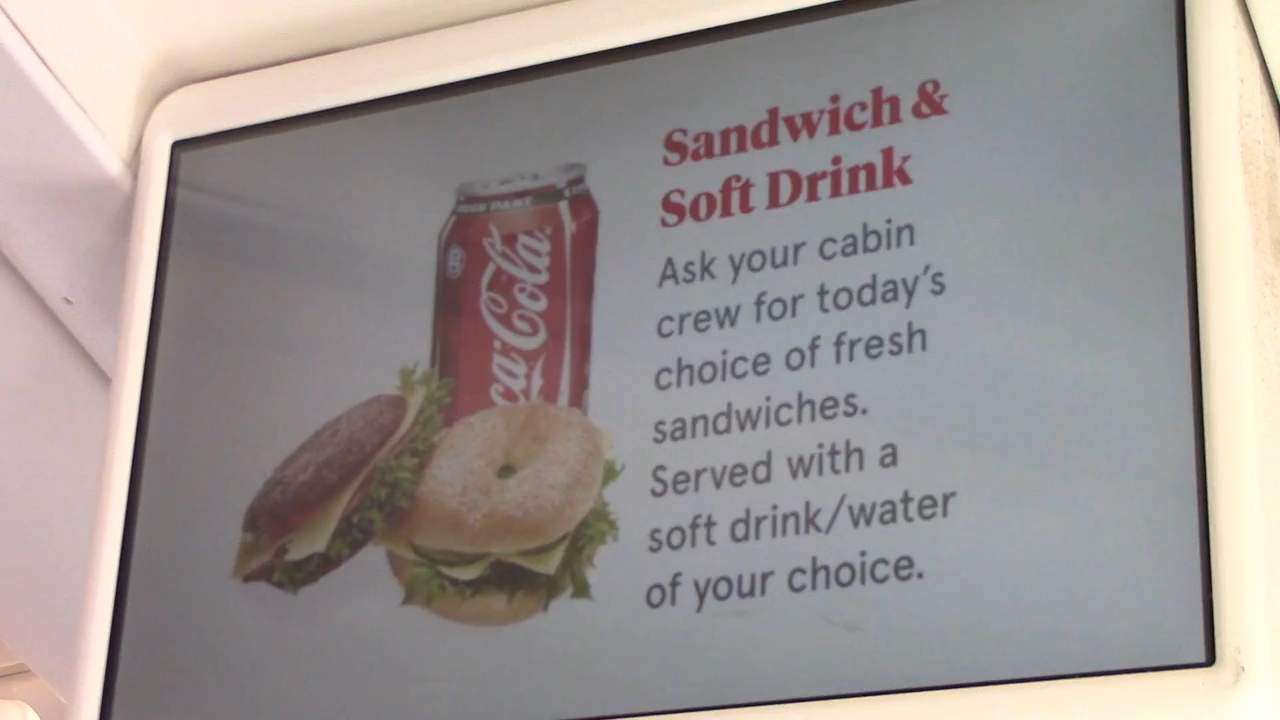 Sandwich &
Soft Drink
Ask your cabin
crew for today's
choice of fresh
sandwiches.
Served with a
soft drink/water
of your choice.
ca-Cola